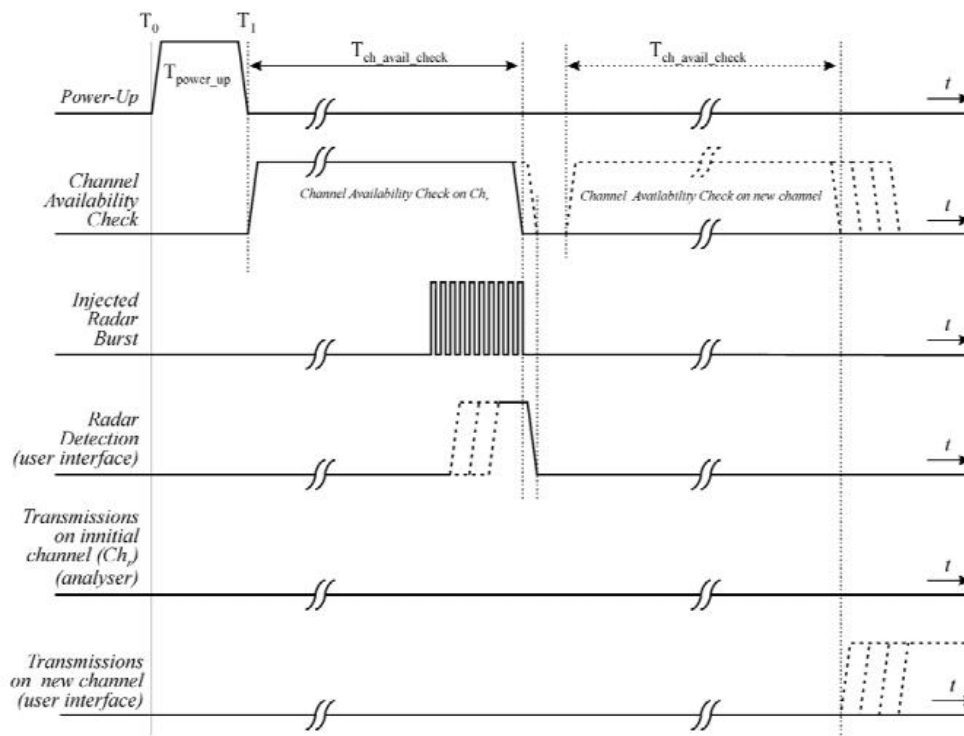 T0 T1
Tch_avail_check Tch_avail_check
Tpower_up
Power-Up
t
Channel
Availability
Check
Channel Availability Check on Chr
Channel Availability Check on new channel
t
Injected
Radar
Burst
t
Radar
Detection
(user interface)
t
Transmissions
on innitial
channel (Chr)
(analyser)
t
Transmissions
on new channel
(user interface)
t